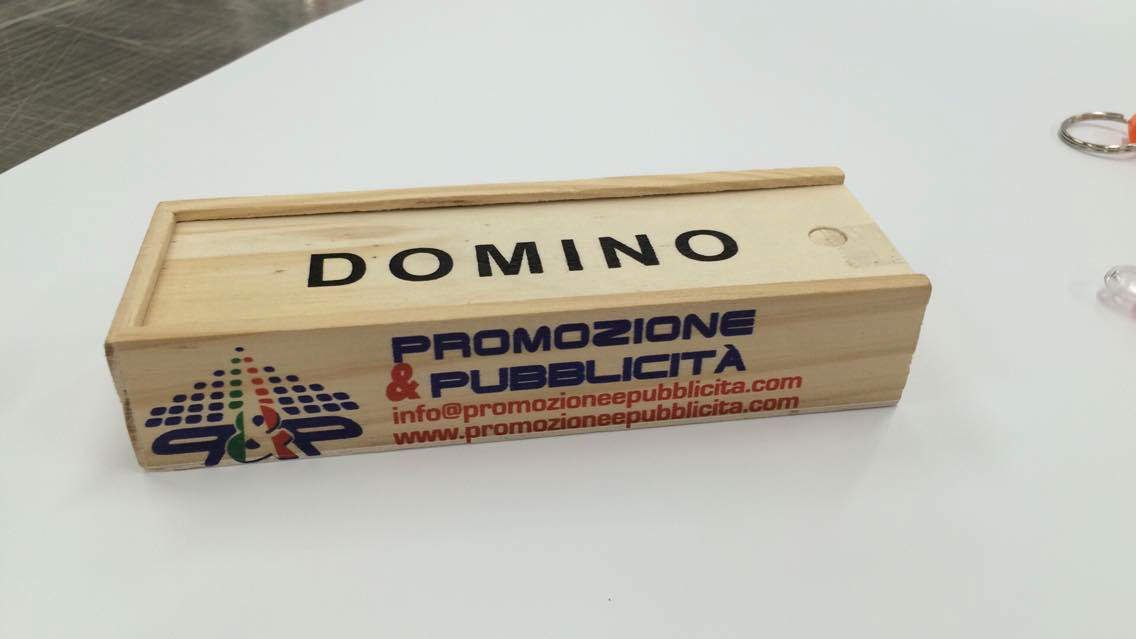 DOMINO
P&P
PROMOZIONE
& PUBBLICITÀ
info@promozioneepubblicita.com
www.promozioneepubblicita.com